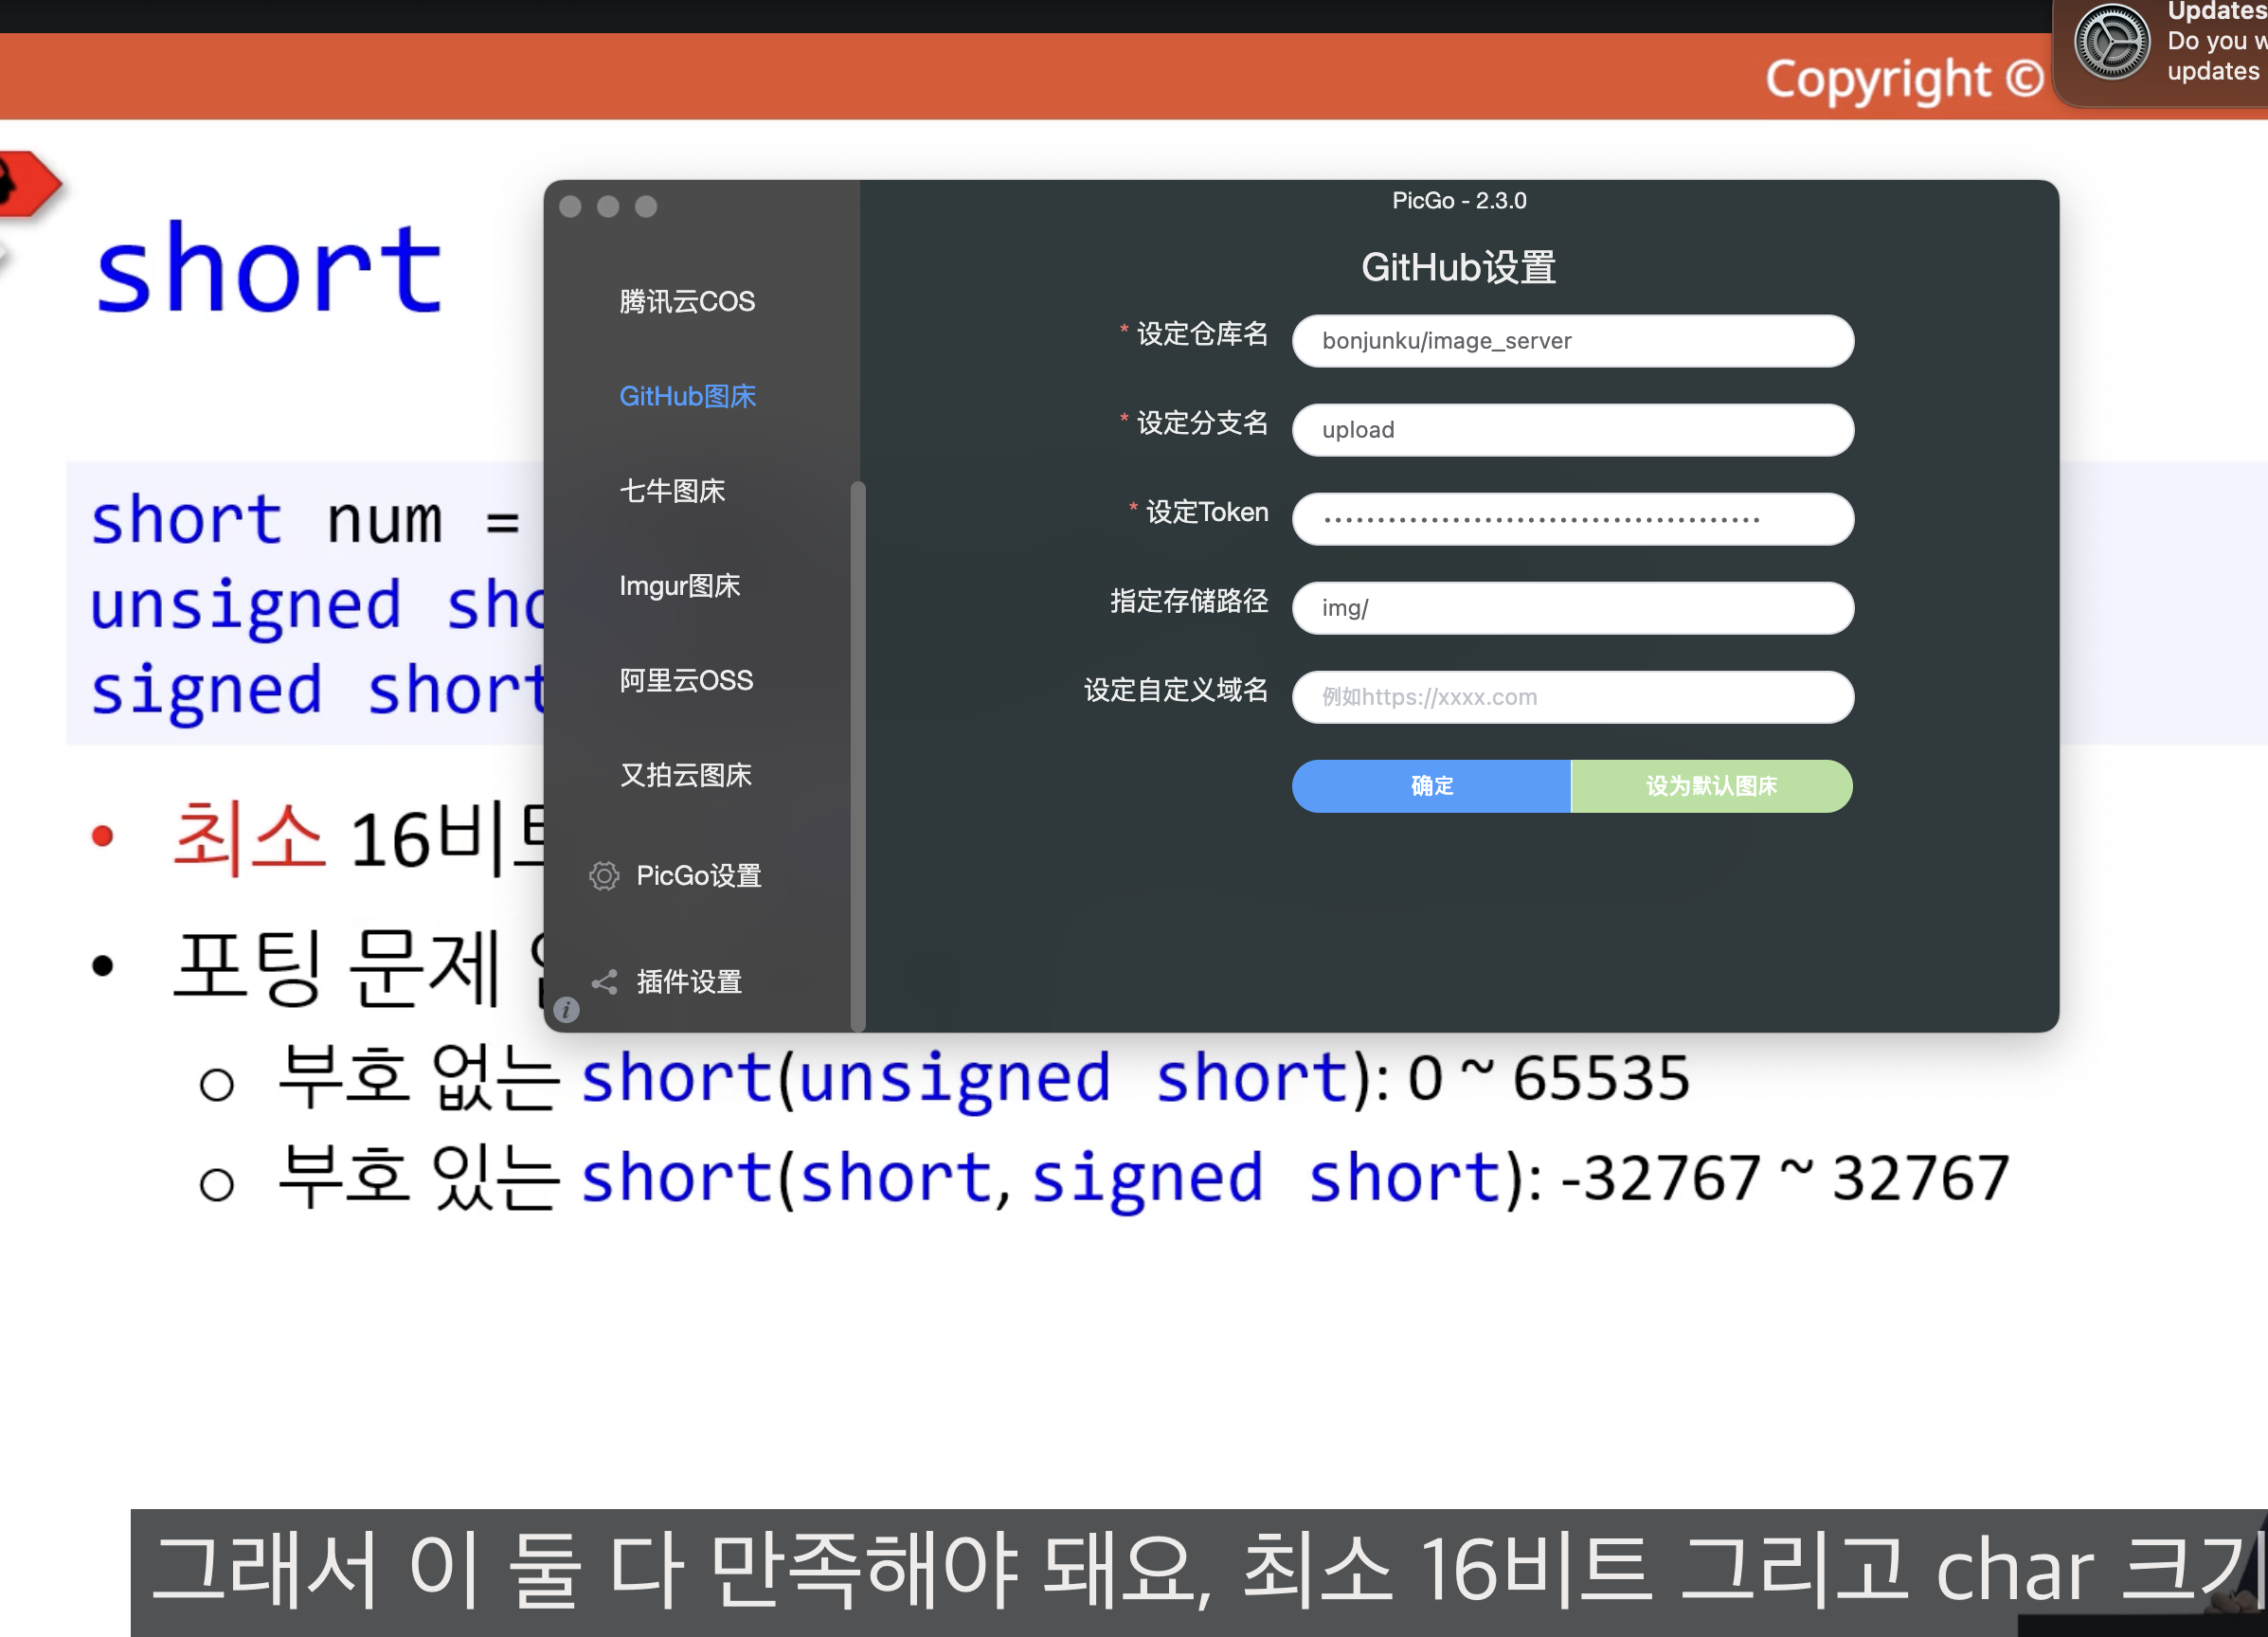 Copyright ©
Updates
Do you w
updates
short
short num =
unsigned sho
signed short
최소 16비트
포팅 문제
부호 없는 short(unsigned short): 0 ~ 65535
부호 있는 short(short, signed short): -32767 ~ 32767
PicGo - 2.3.0
腾讯云COS
GitHub图床
七牛图床
Imgur图床
阿里云OSS
又拍云图床
PicGo设置
插件设置
GitHub设置
* 设定仓库名 bonjunku/image_server
* 设定分支名 upload
* 设定Token ••••••••••••••••••••••••••••••••••••••••
指定存储路径 img/
设定自定义域名 例如https://xxxx.com
确定 设为默认图床
그래서 이 둘 다 만족해야 돼요, 최소 16비트 그리고 char 크기